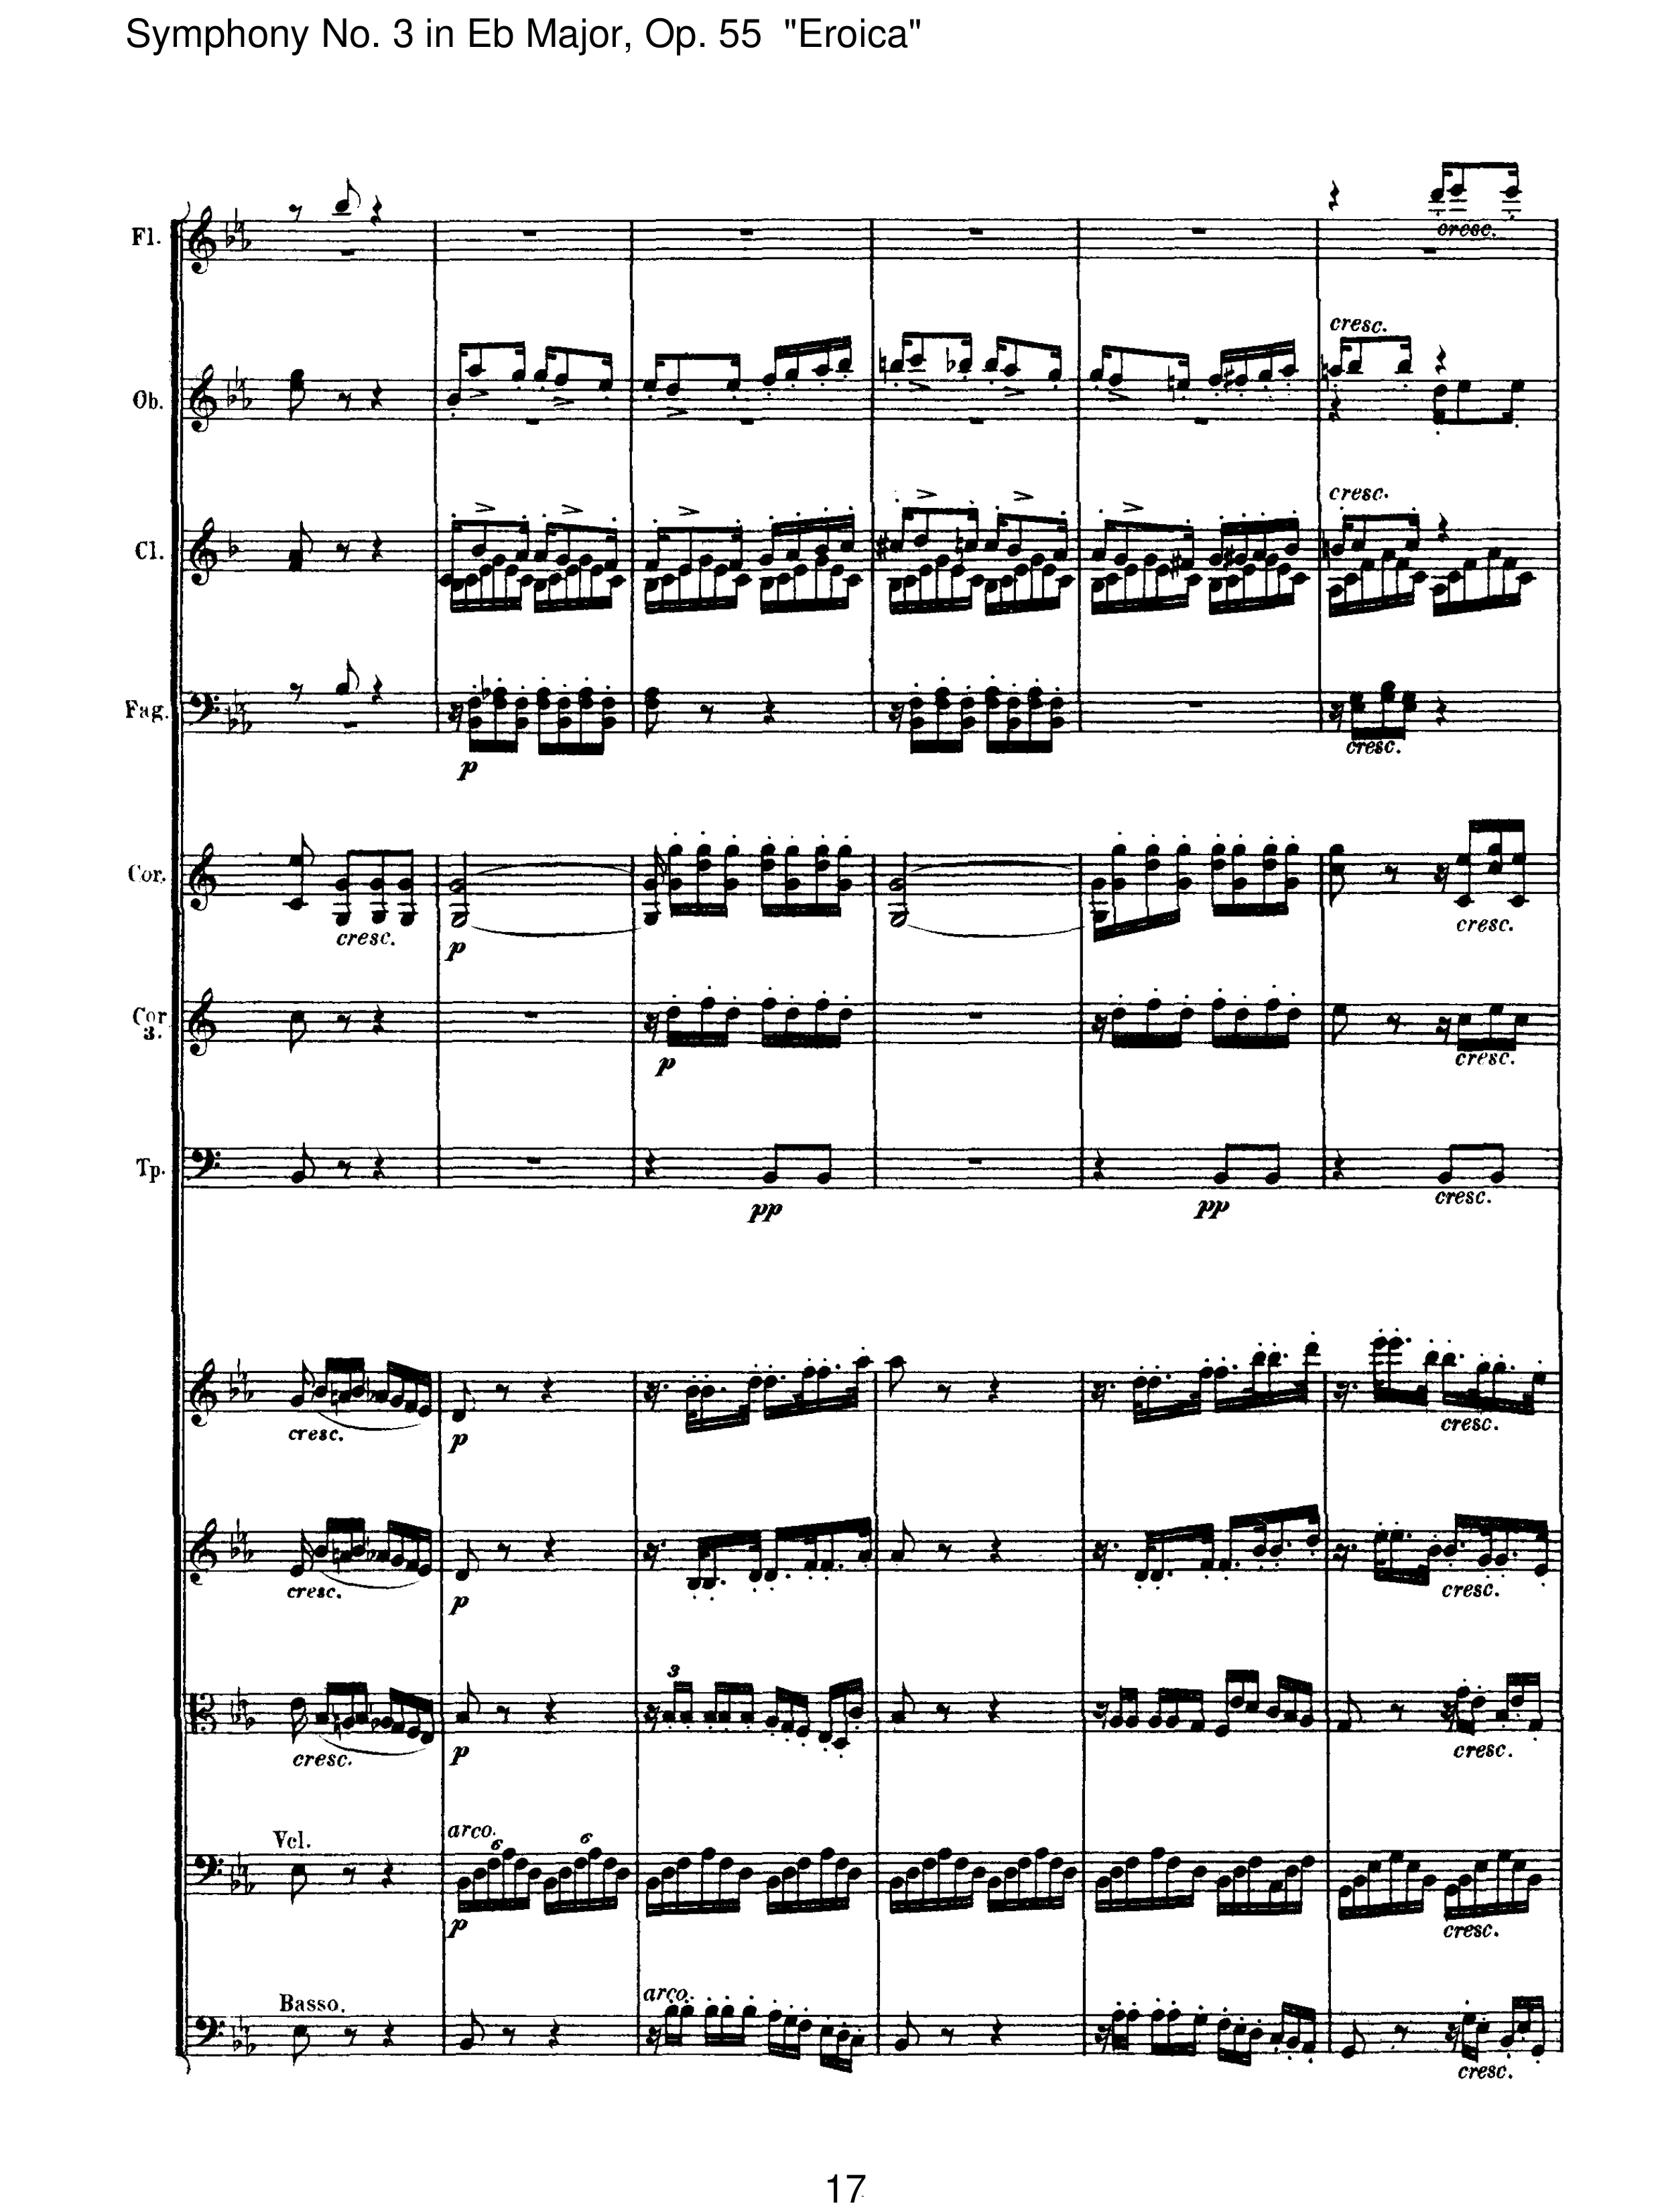 Symphony No. 3 in Eb Major, Op. 55 "Eroica"
Fl.
cresc.
cresc.
Ob.
cresc.
Cl.
Fag.
p
cresc.
Cor.
cresc.
p
cresc.
Cor
3.
p
cresc.
Tp.
pp
pp
cresc.
cresc.
p
cresc.
cresc.
p
cresc.
3
cresc.
p
cresc.
Vcl.
arco.
6
6
p
cresc.
Basso.
arco.
cresc.
17